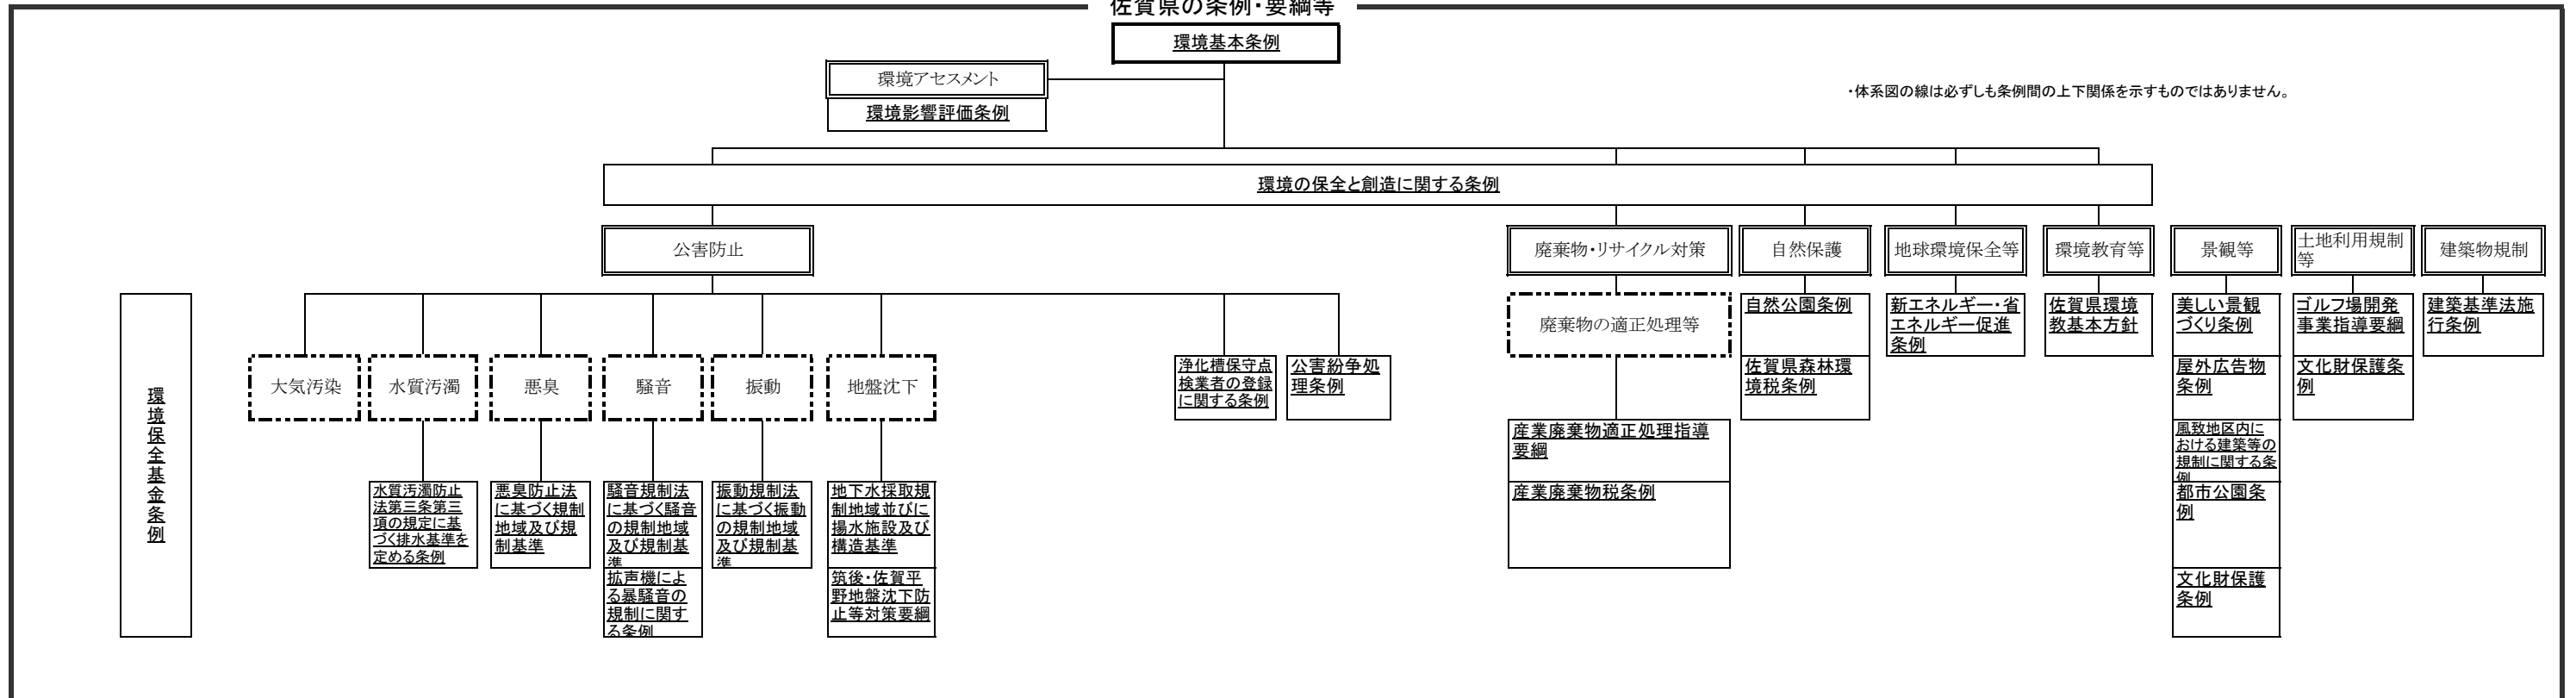 佐賀県の条例・要綱等
環境基本条例
環境アセスメント
環境影響評価条例
・体系図の線は必ずしも条例間の上下関係を示すものではありません。
環境の保全と創造に関する条例
公害防止
廃棄物・リサイクル対策
自然保護
地球環境保全等
環境教育等
景観等
土地利用規制
等
建築物規制
環境保全基金条例
大気汚染
水質汚濁
悪臭
騒音
振動
地盤沈下
浄化槽保守点
検業者の登録
に関する条例
公害紛争処
理条例
廃棄物の適正処理等
自然公園条例
佐賀県森林環
境税条例
新エネルギー・省
エネルギー促進
条例
佐賀県環境
教基本方針
美しい景観
づくり条例
屋外広告物
条例
風致地区内に
おける建築等の
規制に関する条
例
都市公園条
例
文化財保護
条例
ゴルフ場開発
事業指導要綱
文化財保護条
例
建築基準法施
行条例
水質汚濁防止
法第三条第三
項の規定に基
づく排水基準を
定める条例
悪臭防止法
に基づく規制
地域及び規
制基準
騒音規制法
に基づく騒音
の規制地域
及び規制基
準
拡声機によ
る暴騒音の
規制に関す
る条例
振動規制法
に基づく振動
の規制地域
及び規制基
準
地下水採取規
制地域並びに
揚水施設及び
構造基準
筑後・佐賀平
野地盤沈下防
止等対策要綱
産業廃棄物適正処理指導
要綱
産業廃棄物税条例